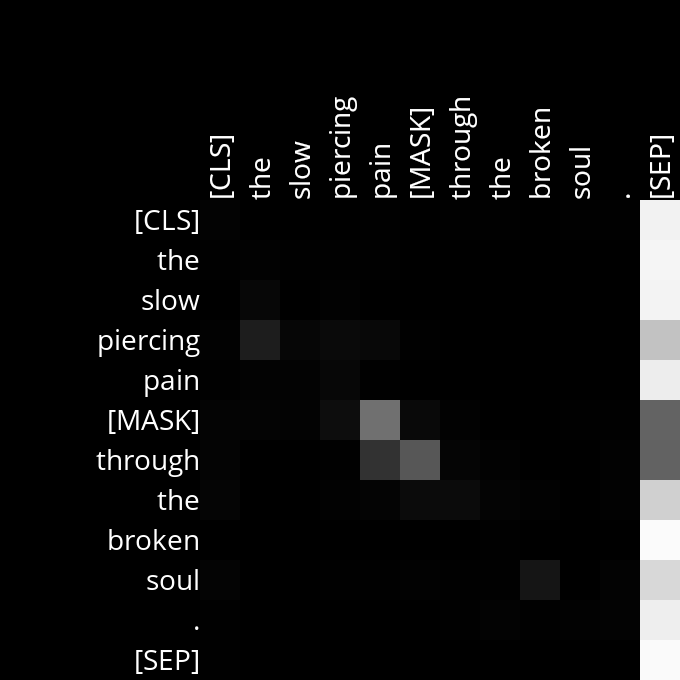 [CLS]
the
slow
piercing
pain
[MASK]
through
the
broken
soul
.
[SEP]
[CLS]
the
slow
piercing
pain
[MASK]
through
the
broken
soul
.
[SEP]